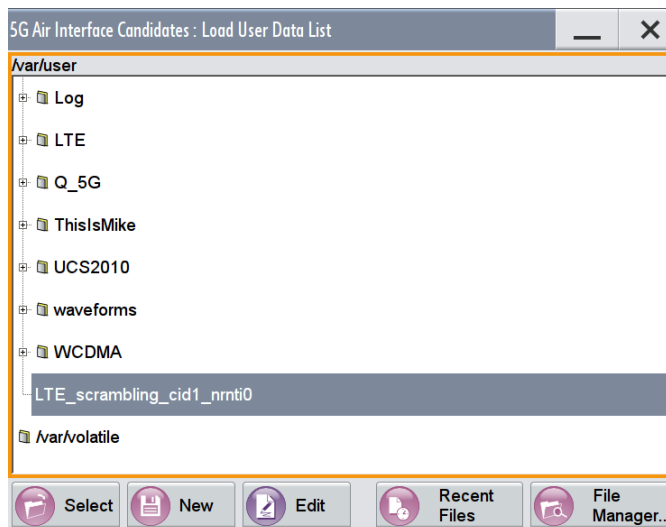 5G Air Interface Candidates : Load User Data List
/var/user
Log
LTE
Q_5G
ThisIsMike
UCS2010
waveforms
WCDMA
LTE_scrambling_cid1_nrnti0
/var/volatile
Select
New
Edit
Recent
Files
File
Manager..